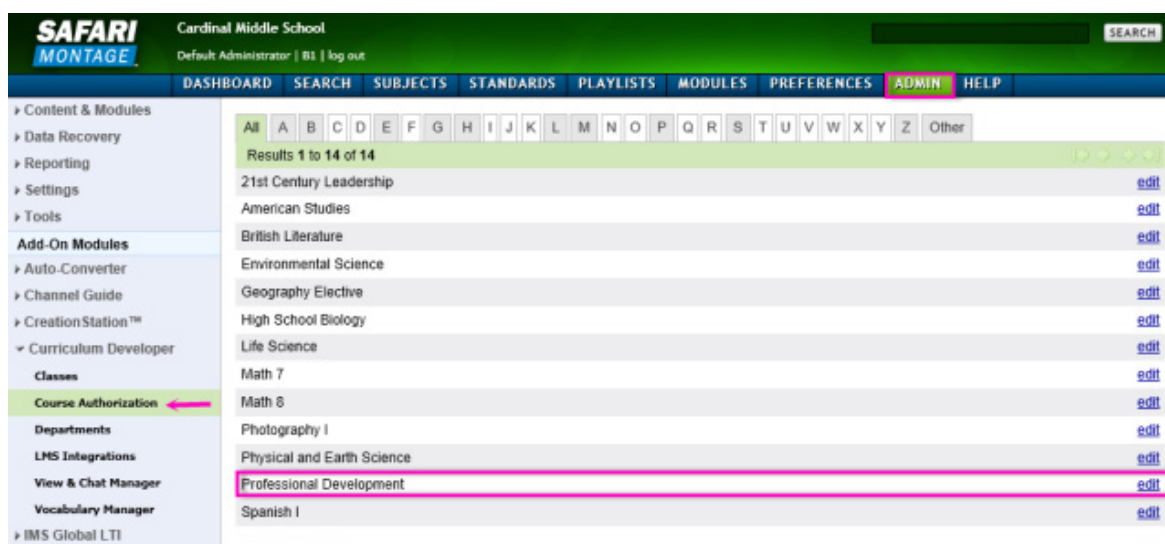 SAFARI
MONTAGE
Cardinal Middle School
Default Administrator | B1 | log out
SEARCH
DASHBOARD SEARCH SUBJECTS STANDARDS PLAYLISTS MODULES PREFERENCES ADMIN HELP
Content & Modules
Data Recovery
Reporting
Settings
Tools
Add-On Modules
Auto-Converter
Channel Guide
CreationStation™
Curriculum Developer
Classes
Course Authorization
Departments
LMS Integrations
View & Chat Manager
Vocabulary Manager
IMS Global LTI
All A B C D E F G H I J K L M N O P Q R S T U V W X Y Z Other
Results 1 to 14 of 14
21st Century Leadership edit
American Studies edit
British Literature edit
Environmental Science edit
Geography Elective edit
High School Biology edit
Life Science edit
Math 7 edit
Math 8 edit
Photography I edit
Physical and Earth Science edit
Professional Development edit
Spanish I edit